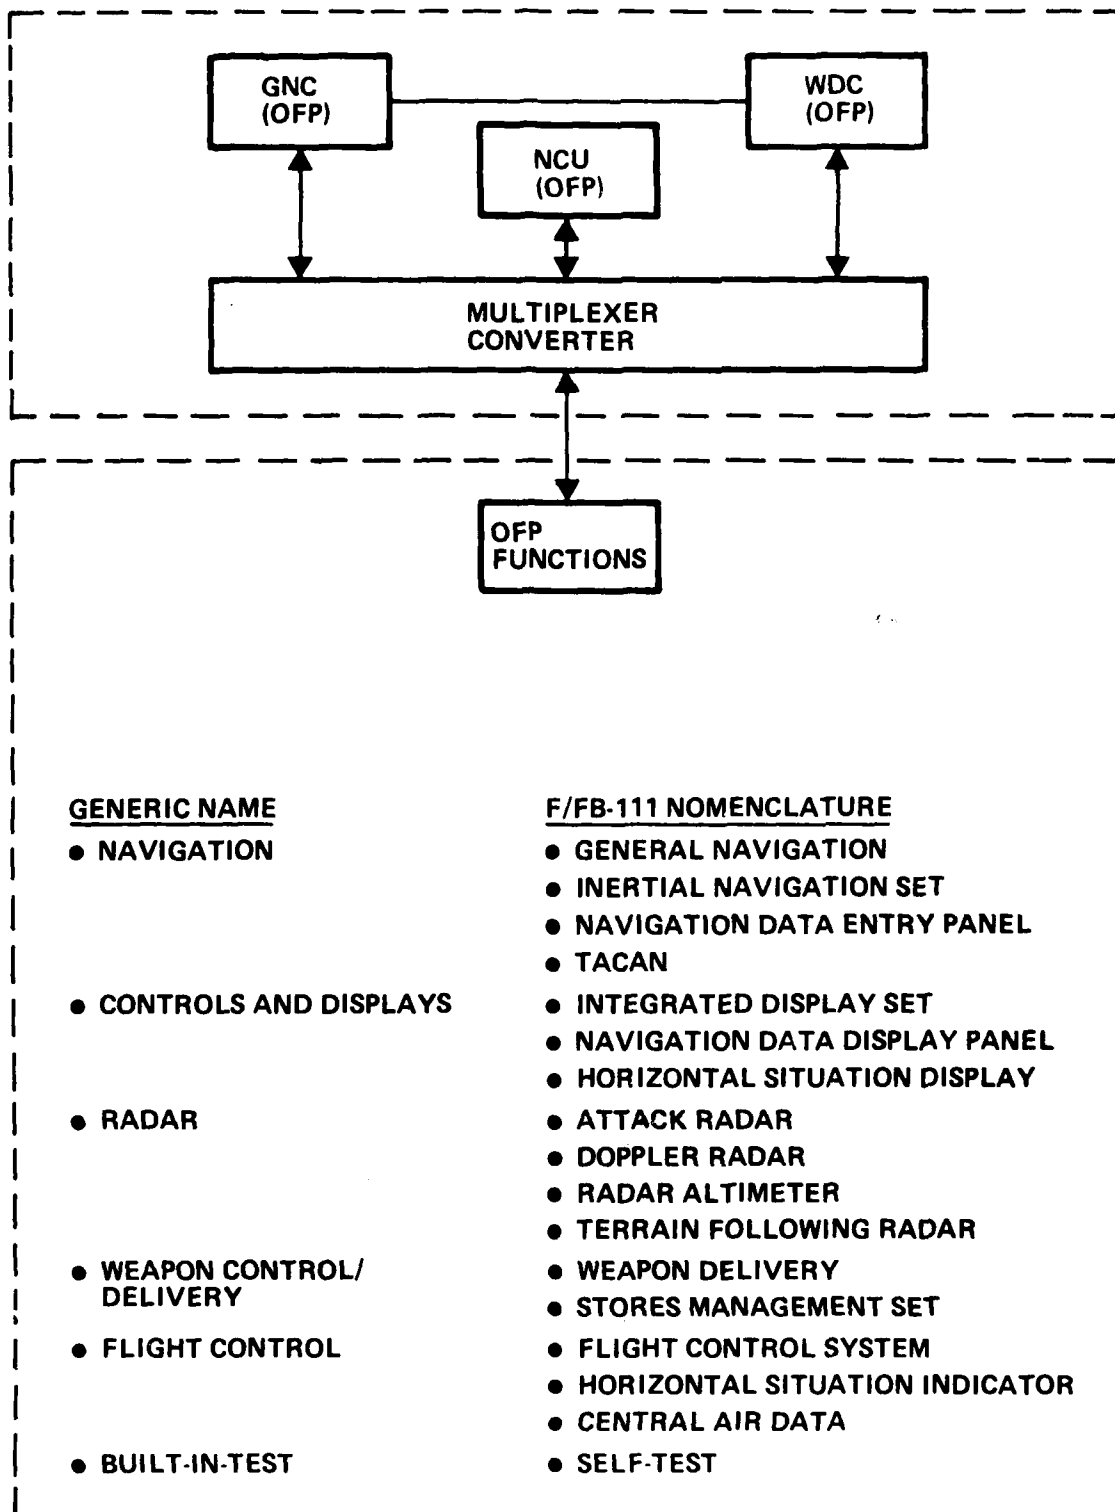 GNC
(OFP)
WDC
(OFP)
NCU
(OFP)
MULTIPLEXER
CONVERTER
OFP
FUNCTIONS
GENERIC NAME
F/FB-111 NOMENCLATURE
● NAVIGATION
● GENERAL NAVIGATION
● INERTIAL NAVIGATION SET
● NAVIGATION DATA ENTRY PANEL
● TACAN
● CONTROLS AND DISPLAYS
● INTEGRATED DISPLAY SET
● NAVIGATION DATA DISPLAY PANEL
● HORIZONTAL SITUATION DISPLAY
● RADAR
● ATTACK RADAR
● DOPPLER RADAR
● RADAR ALTIMETER
● TERRAIN FOLLOWING RADAR
● WEAPON CONTROL/
DELIVERY
● WEAPON DELIVERY
● STORES MANAGEMENT SET
● FLIGHT CONTROL
● FLIGHT CONTROL SYSTEM
● HORIZONTAL SITUATION INDICATOR
● CENTRAL AIR DATA
● BUILT-IN-TEST
● SELF-TEST